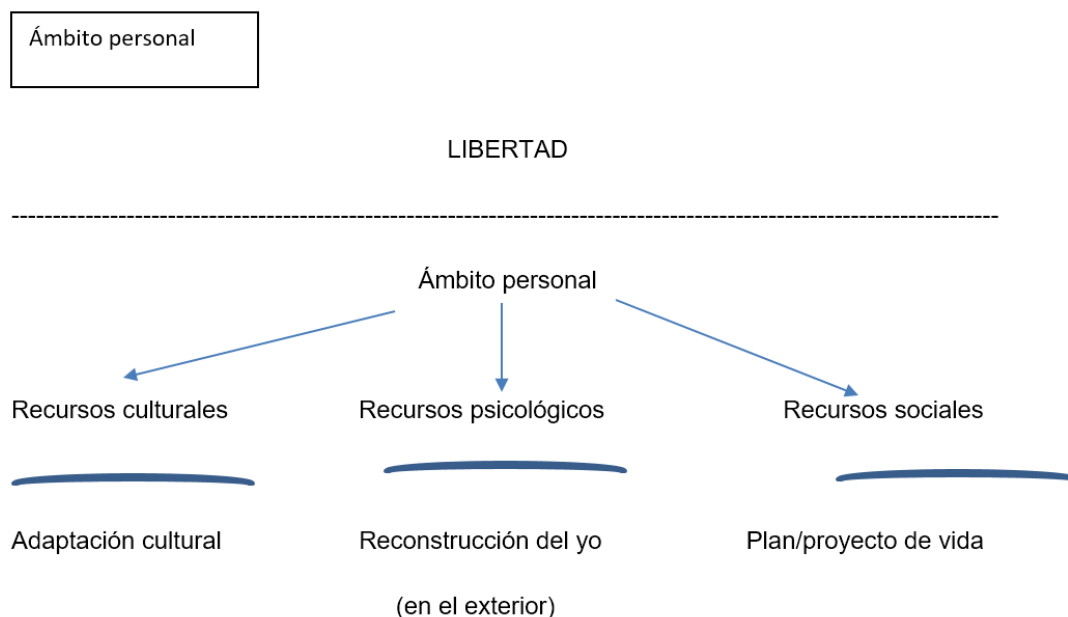 Ámbito personal
LIBERTAD
------------------------------------------------------------------------------------------------------------------------
Ámbito personal
Recursos culturales Recursos psicológicos Recursos sociales
Adaptación cultural Reconstrucción del yo Plan/proyecto de vida
(en el exterior)